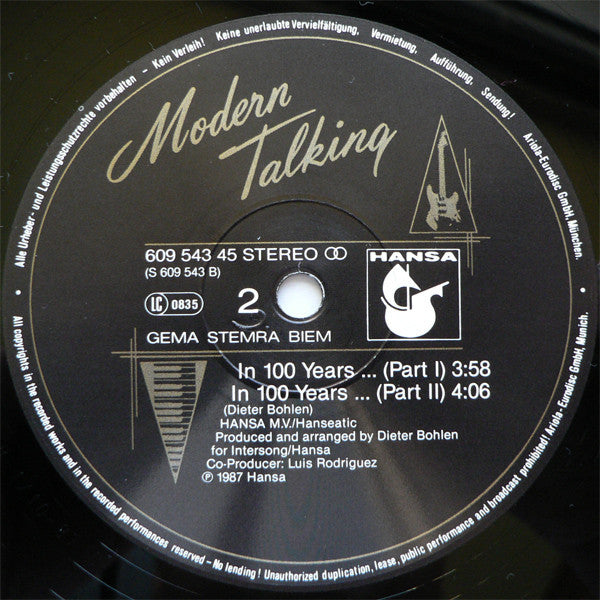 Alle Urheber- und Leistungsschutzrechte vorbehalten - Kein Verleih! Keine unerlaubte Vervielfältigung, Vermietung, Aufführung, Sendung!
Ariola-Eurodisc GmbH, München.
Modern
Talking
609 543 45 STEREO
(S 609 543 B)
HANSA
LC 0835
2
GEMA STEMRA BIEM
In 100 Years ... (Part I) 3:58
In 100 Years ... (Part II) 4:06
(Dieter Bohlen)
HANSA M.V./Hanseatic
Produced and arranged by Dieter Bohlen
for Intersong/Hansa
Co-Producer: Luis Rodriguez
℗ 1987 Hansa
All copyrights in the recorded works and in the recorded performances reserved - No lending! Unauthorized duplication, lease, public performance and broadcast prohibited! Ariola-Eurodisc GmbH, Munich.